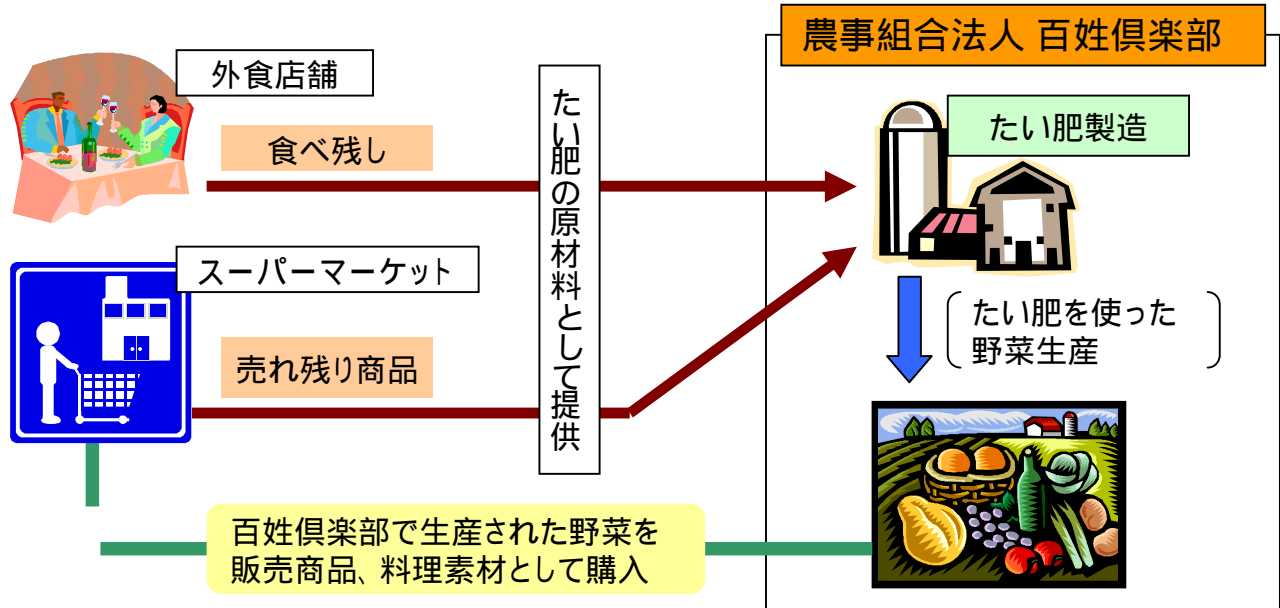 農事組合法人 百姓倶楽部
外食店舗
食べ残し
たい肥の原材料として提供
たい肥製造
スーパーマーケット
売れ残り商品
たい肥を使った
野菜生産
百姓倶楽部で生産された野菜を
販売商品、料理素材として購入